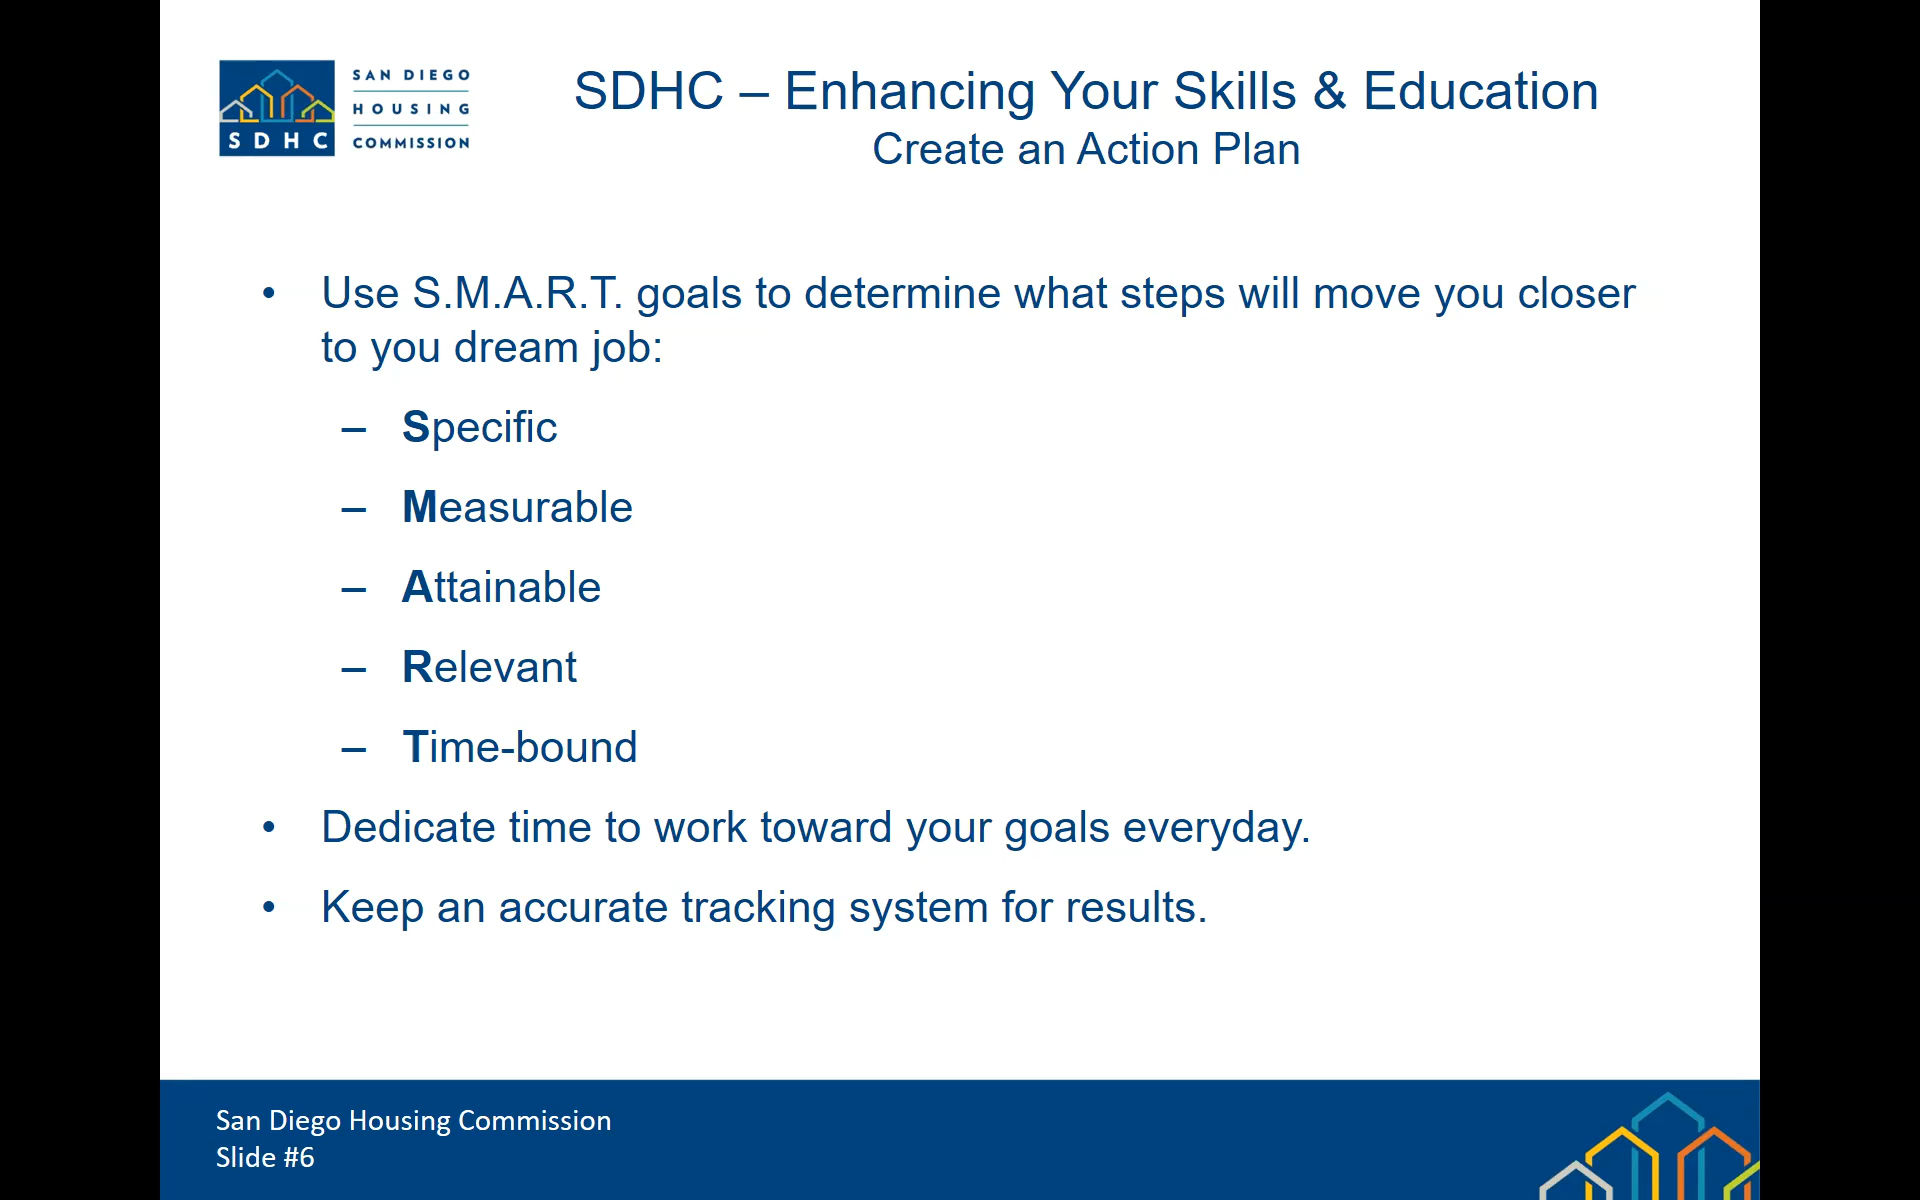 SAN DIEGO
HOUSING
COMMISSION
SDHC
SDHC – Enhancing Your Skills & Education
Create an Action Plan
• Use S.M.A.R.T. goals to determine what steps will move you closer
to you dream job:
– Specific
– Measurable
– Attainable
– Relevant
– Time-bound
• Dedicate time to work toward your goals everyday.
• Keep an accurate tracking system for results.
San Diego Housing Commission
Slide #6